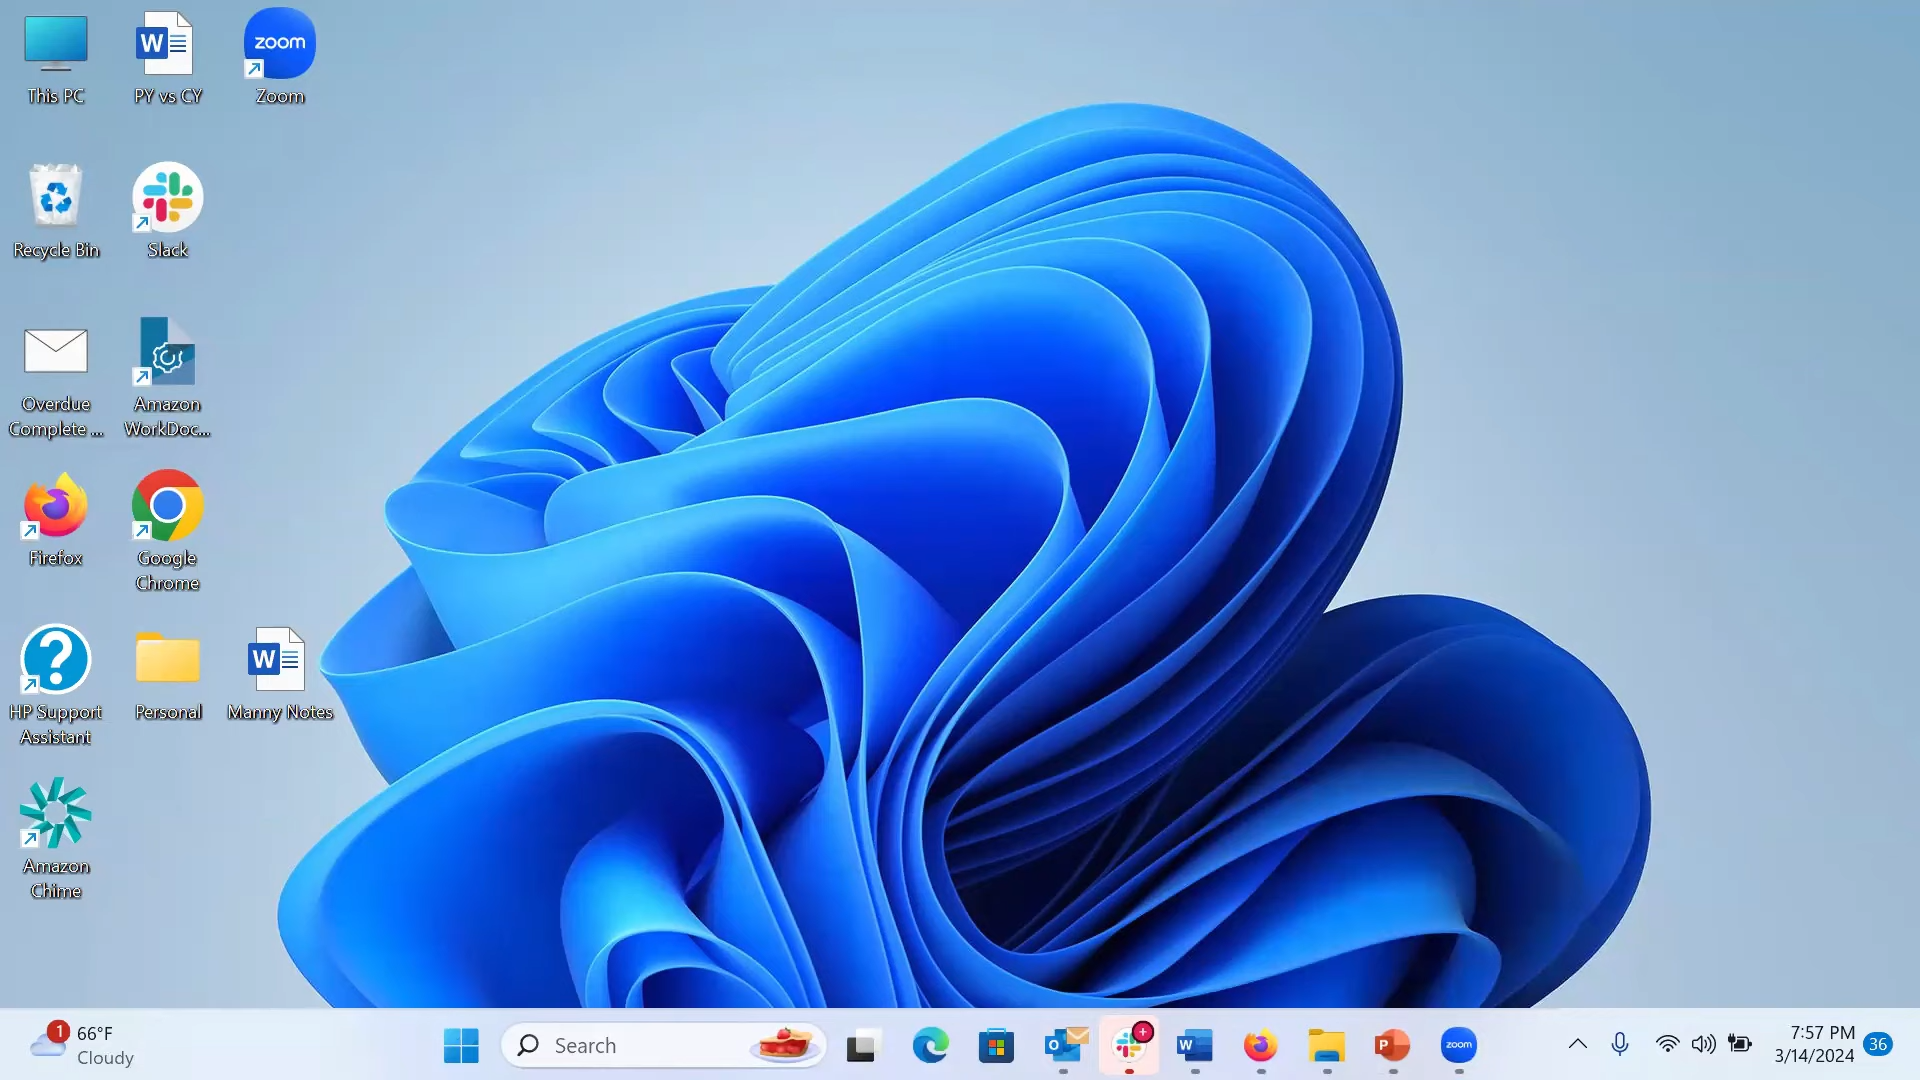 This PC
PY vs CY
zoom
Zoom
Recycle Bin
Slack
Overdue
Complete ...
Amazon
WorkDoc...
Firefox
Google
Chrome
HP Support
Assistant
Personal
Manny Notes
Amazon
Chime
1
66°F
Cloudy
Search
zoom
7:57 PM
3/14/2024
36